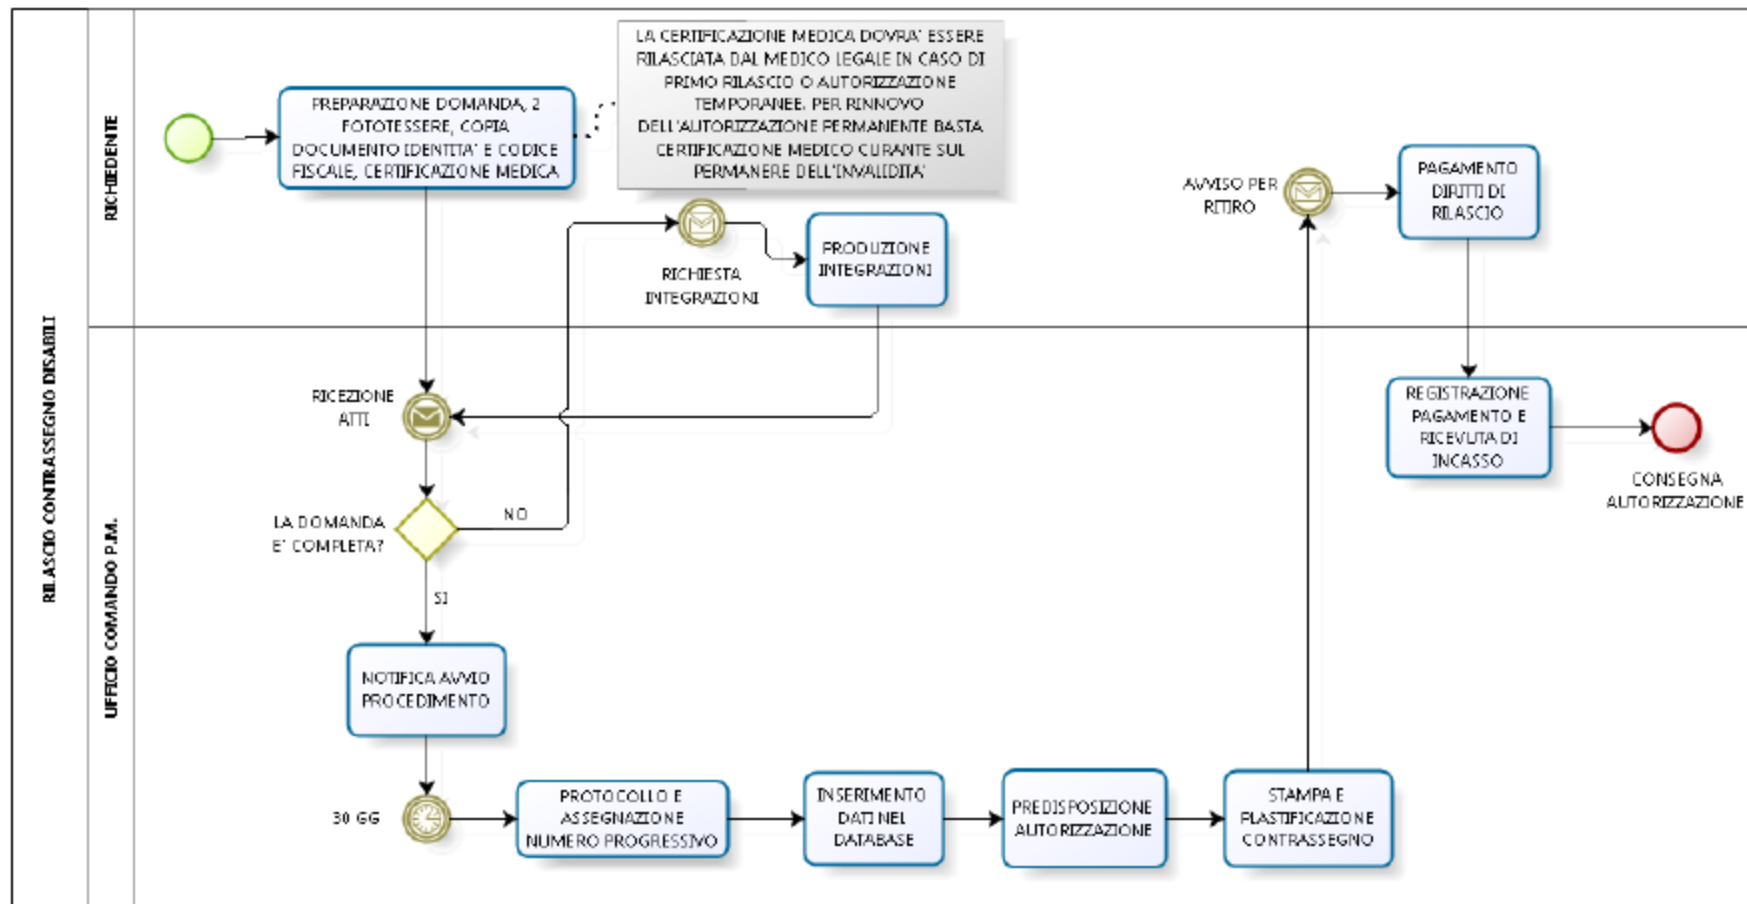 RILASCIO CONTRASSEGNO DISABILI
RICHIEDENTE
PREPARAZIONE DOMANDA, 2
FOTOTESSERE, COPIA
DOCUMENTO IDENTITA' E CODICE
FISCALE, CERTIFICAZIONE MEDICA
LA CERTIFICAZIONE MEDICA DOVRA' ESSERE
RILASCIATA DAL MEDICO LEGALE IN CASO DI
PRIMO RILASCIO O AUTORIZZAZIONE
TEMPORANEE. PER RINNOVO
DELL'AUTORIZZAZIONE PERMANENTE BASTA
CERTIFICAZIONE MEDICO CURANTE SUL
PERMANERE DELL'INVALIDITA'
RICHIESTA
INTEGRAZIONI
PRODUZIONE
INTEGRAZIONI
AVVISO PER
RITIRO
PAGAMENTO
DIRITTI DI
RILASCIO
UFFICIO COMANDO P.M.
RICEZIONE
ATTI
LA DOMANDA
E' COMPLETA?
NO
SI
NOTIFICA AVVIO
PROCEDIMENTO
30 GG
PROTOCOLLO E
ASSEGNAZIONE
NUMERO PROGRESSIVO
INSERIMENTO
DATI NEL
DATABASE
PREDISPOSIZIONE
AUTORIZZAZIONE
STAMPA E
PLASTIFICAZIONE
CONTRASSEGNO
REGISTRAZIONE
PAGAMENTO E
RICEVUTA DI
INCASSO
CONSEGNA
AUTORIZZAZIONE